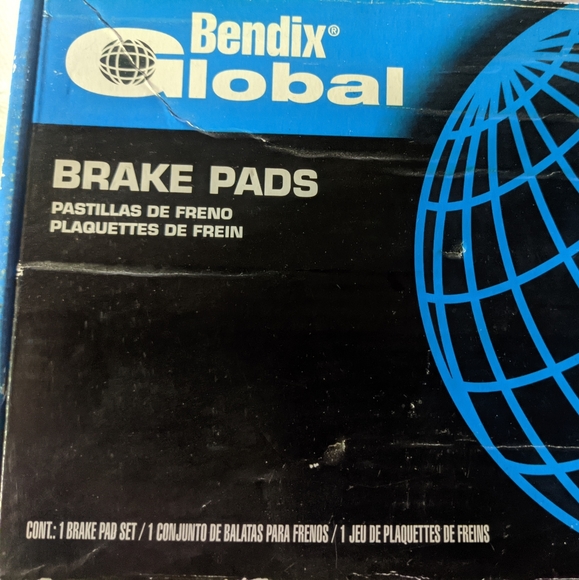 Bendix®
Global
BRAKE PADS
PASTILLAS DE FRENO
PLAQUETTES DE FREIN
CONT.: 1 BRAKE PAD SET / 1 CONJUNTO DE BALATAS PARA FRENOS / 1 JEU DE PLAQUETTES DE FREINS